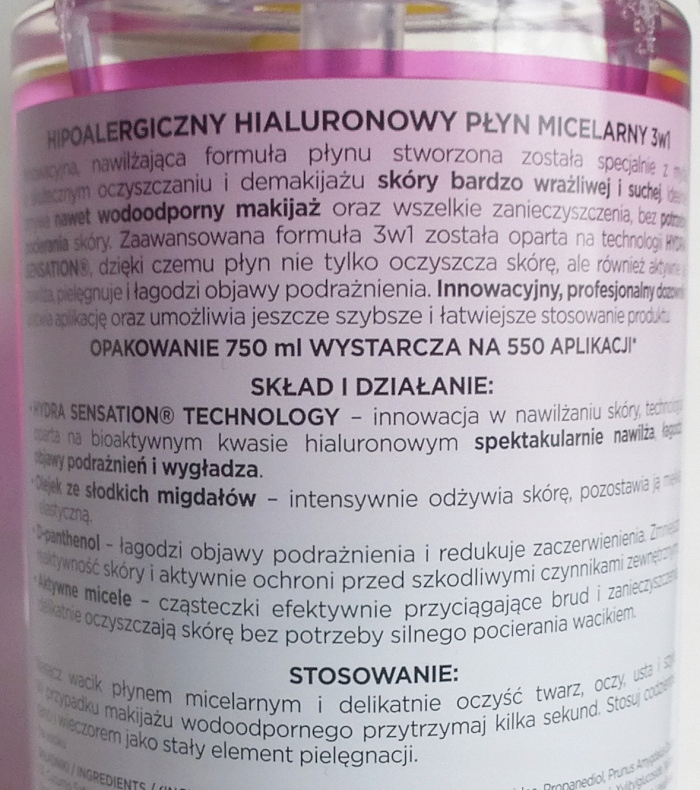 HIPOALERGICZNY HIALURONOWY PŁYN MICELARNY 3w1
nawilżająca formuła płynu stworzona została specjalnie z
oczyszczaniu i demakijażu skóry bardzo wrażliwej i suchej
nawet wodoodporny makijaż oraz wszelkie zanieczyszczenia, bez
pocierania skóry. Zaawansowana formuła 3w1 została oparta na technologii
SENSATION®, dzięki czemu płyn nie tylko oczyszcza skórę, ale również
pielęgnuje i łagodzi objawy podrażnienia. Innowacyjny, profesjonalny
aplikację oraz umożliwia jeszcze szybsze i łatwiejsze stosowanie produktu.
OPAKOWANIE 750 ml WYSTARCZA NA 550 APLIKACJI*
SKŁAD I DZIAŁANIE:
• HYDRA SENSATION® TECHNOLOGY – innowacja w nawilżaniu skóry,
oparta na bioaktywnym kwasie hialuronowym spektakularnie nawilża,
objawy podrażnień i wygładza.
• Olejek ze słodkich migdałów – intensywnie odżywia skórę, pozostawia ją
elastyczną.
• D-panthenol – łagodzi objawy podrażnienia i redukuje zaczerwienienia.
skóry i aktywnie ochroni przed szkodliwymi czynnikami
• Aktywne micele – cząsteczki efektywnie przyciągające brud i
delikatnie oczyszczają skórę bez potrzeby silnego pocierania wacikiem.
STOSOWANIE:
wacik płynem micelarnym i delikatnie oczyść twarz, oczy, usta i
przypadku makijażu wodoodpornego przytrzymaj kilka sekund. Stosuj
i wieczorem jako stały element pielęgnacji.
INGREDIENTS
Propanediol, Prunus